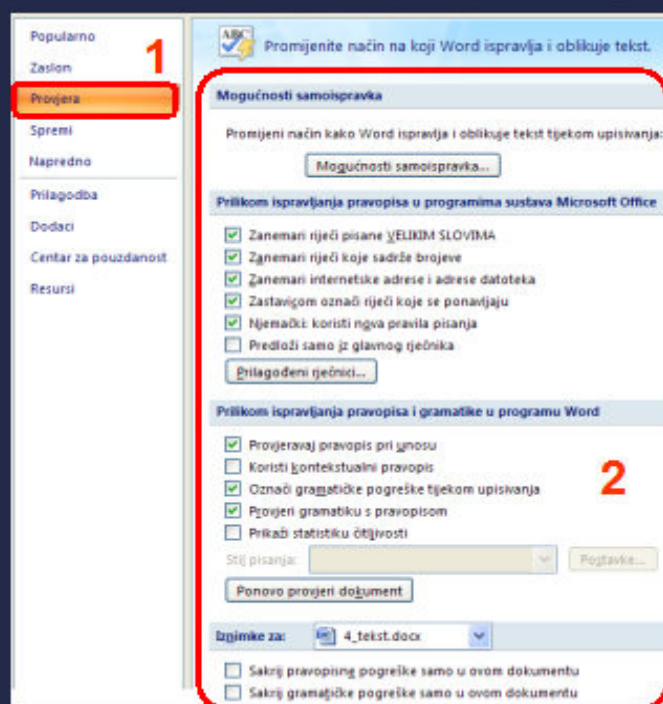 Popularno
Zaslon
Provjera
Spremi
Napredno
Prilagodba
Dodaci
Centar za pouzdanost
Resursi
1
ABC
Promijenite način na koji Word ispravlja i oblikuje tekst.
Mogućnosti samoispravka
Promijeni način kako Word ispravlja i oblikuje tekst tijekom upisivanja:
Mogućnosti samoispravka...
Prilikom ispravljanja pravopisa u programima sustava Microsoft Office
Zanemari riječi pisane VELIKIM SLOVIMA
Zanemari riječi koje sadrže brojeve
Zanemari internetske adrese i adrese datoteka
Zastavicom označi riječi koje se ponavljaju
Njemački: koristi nova pravila pisanja
Predloži samo iz glavnog rječnika
Prilagođeni rječnici...
Prilikom ispravljanja pravopisa i gramatike u programu Word
Provjeravaj pravopis pri unosu
Koristi kontekstualni pravopis
Označi gramatičke pogreške tijekom upisivanja
Provjeri gramatiku s pravopisom
Prikaži statistiku čitljivosti
2
Stil pisanja:
Postavke...
Ponovo provjeri dokument
Iznimke za: 4_tekst.docx
Sakrij pravopisne pogreške samo u ovom dokumentu
Sakrij gramatičke pogreške samo u ovom dokumentu